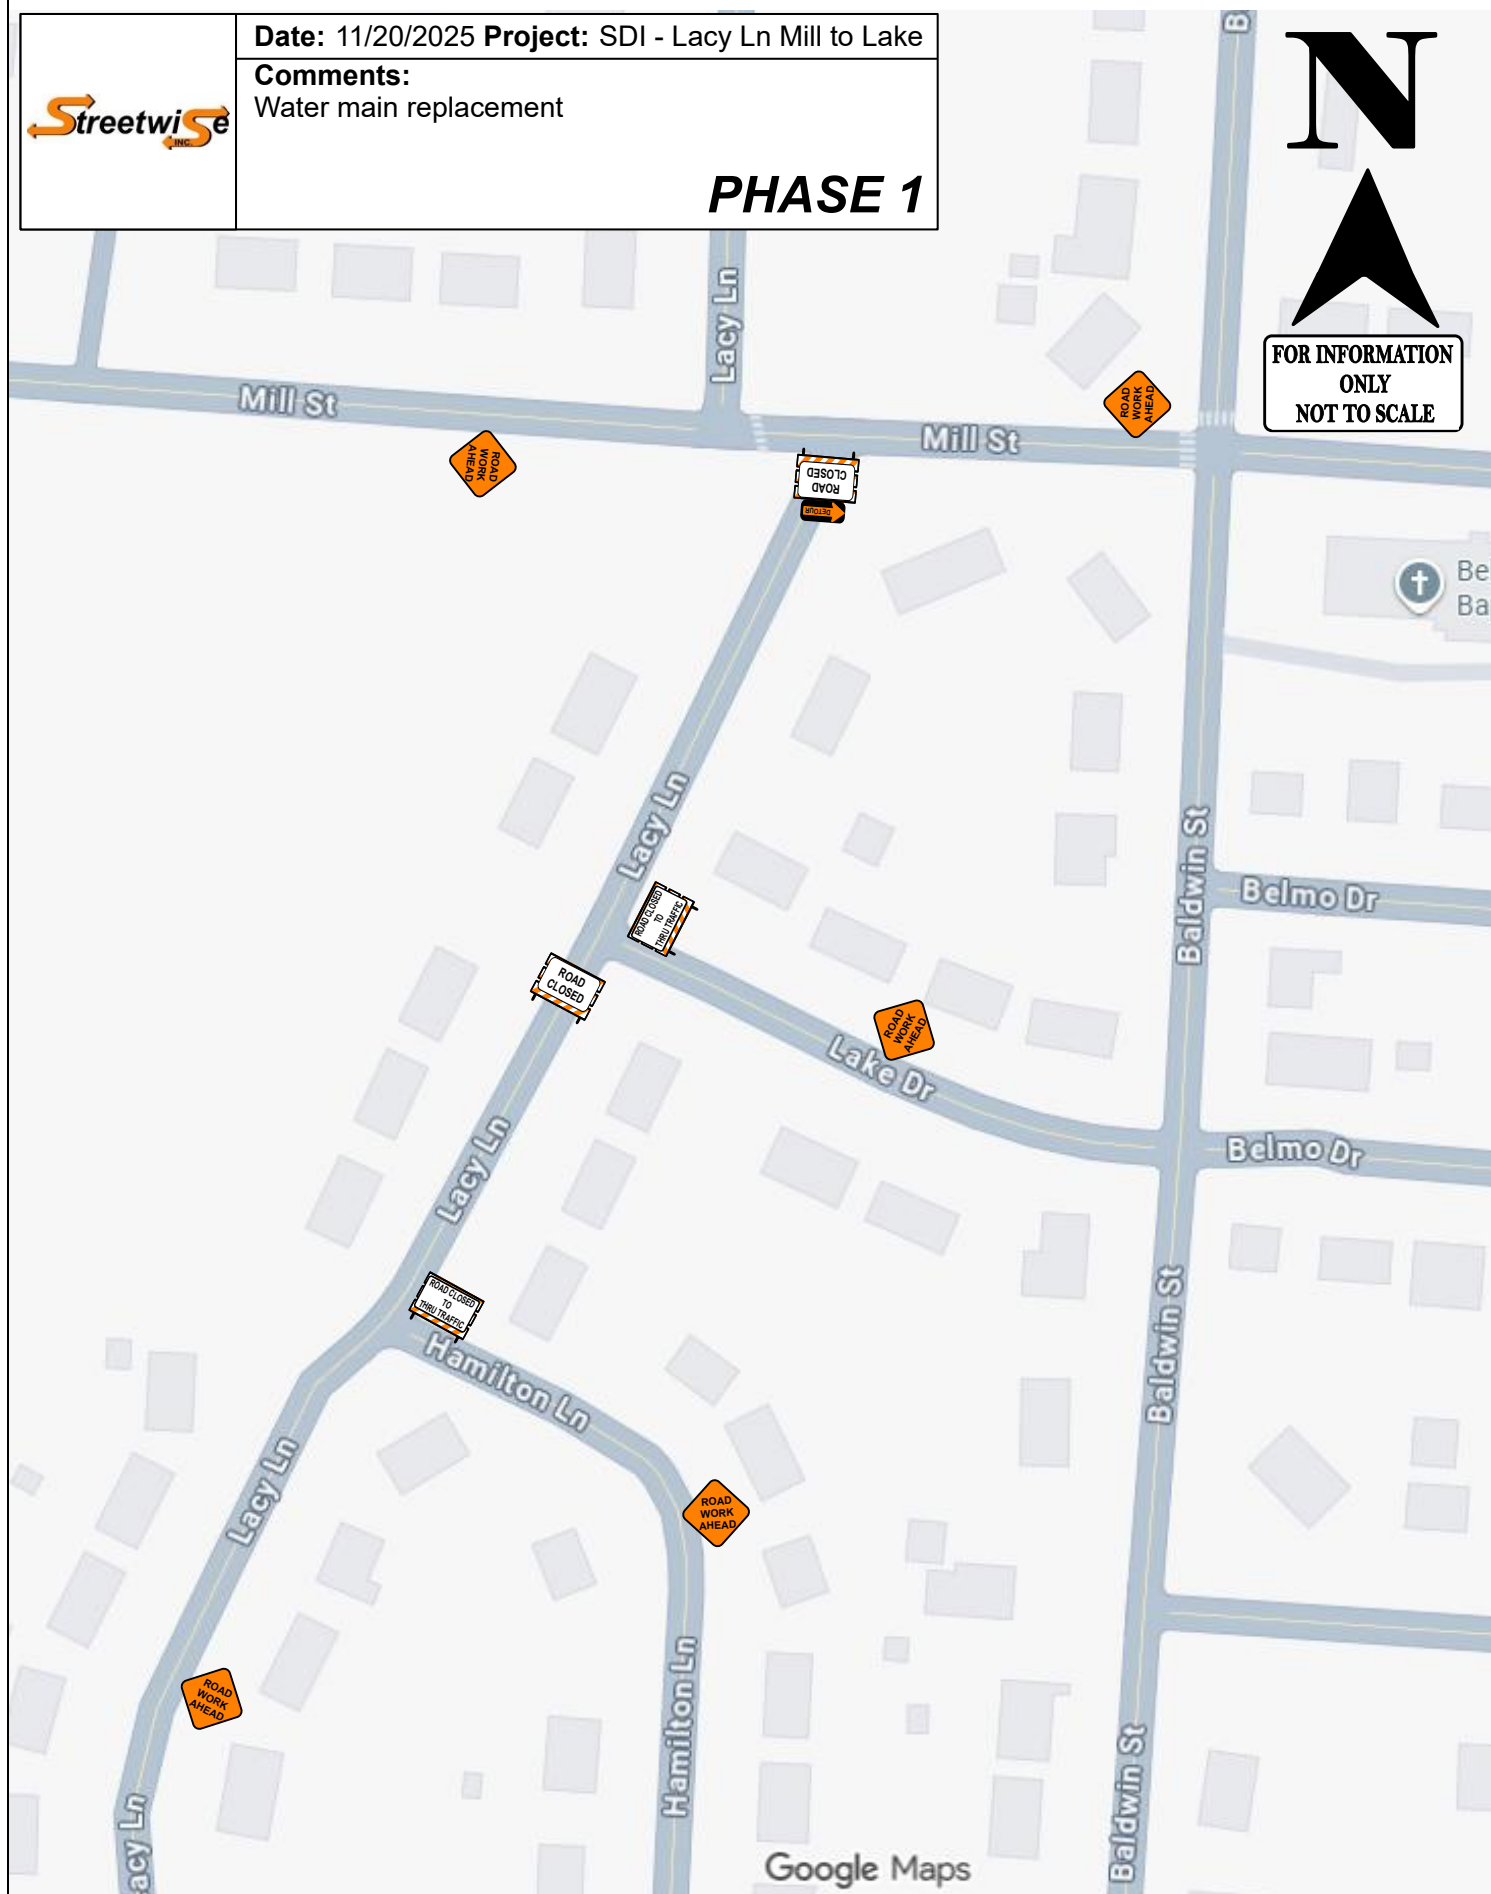 Streetwise
INC.
Date: 11/20/2025 Project: SDI - Lacy Ln Mill to Lake
Comments:
Water main replacement
PHASE 1
N
FOR INFORMATION
ONLY
NOT TO SCALE
B
Lacy Ln
Mill St
Mill St
ROAD
WORK
AHEAD
ROAD
WORK
AHEAD
ROAD
CLOSED
DETOUR
Be
Ba
Lacy Ln
Baldwin St
Belmo Dr
ROAD CLOSED
TO
THRU TRAFFIC
ROAD
CLOSED
ROAD
WORK
AHEAD
Lake Dr
Lacy Ln
Belmo Dr
ROAD CLOSED
TO
THRU TRAFFIC
Hamilton Ln
Baldwin St
Lacy Ln
ROAD
WORK
AHEAD
ROAD
WORK
AHEAD
Hamilton Ln
Baldwin St
acy Ln
Google Maps